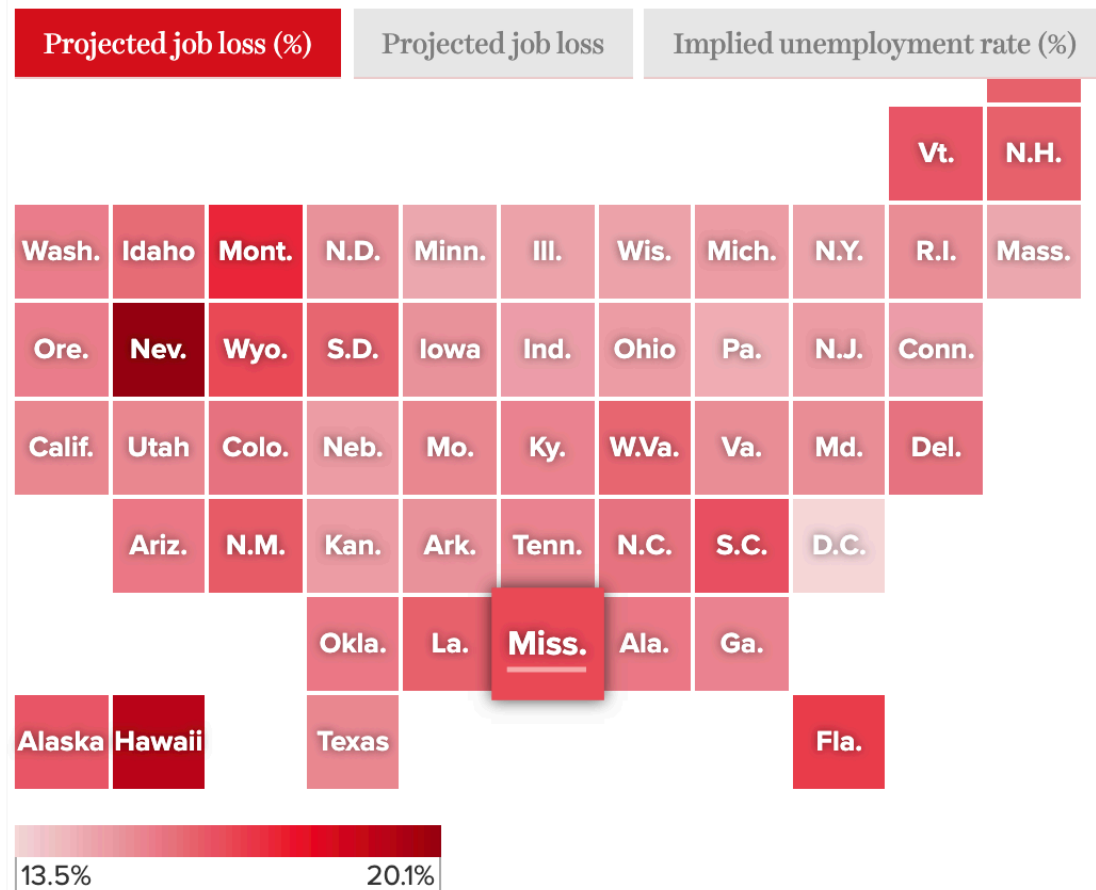 Projected job loss (%) Projected job loss Implied unemployment rate (%)
Vt. N.H.
Wash. Idaho Mont. N.D. Minn. Ill. Wis. Mich. N.Y. R.I. Mass.
Ore. Nev. Wyo. S.D. Iowa Ind. Ohio Pa. N.J. Conn.
Calif. Utah Colo. Neb. Mo. Ky. W.Va. Va. Md. Del.
Ariz. N.M. Kan. Ark. Tenn. N.C. S.C. D.C.
Okla. La. Miss. Ala. Ga.
Alaska Hawaii Texas Fla.
13.5% 20.1%